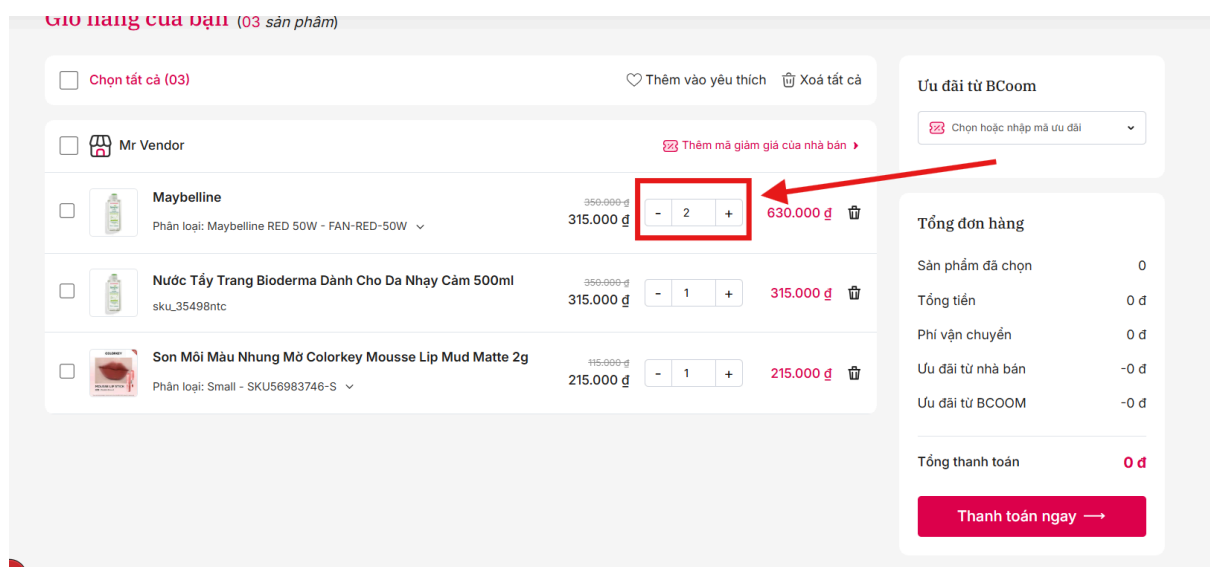 Giỏ hàng của bạn (03 sản phẩm)
Chọn tất cả (03)
Thêm vào yêu thích
Xoá tất cả
Mr Vendor
Thêm mã giảm giá của nhà bán
Maybelline
Phân loại: Maybelline RED 50W - FAN-RED-50W
350.000 ₫
315.000 ₫
- 2 +
630.000 ₫
Nước Tẩy Trang Bioderma Dành Cho Da Nhạy Cảm 500ml
sku_35498ntc
350.000 ₫
315.000 ₫
- 1 +
315.000 ₫
Son Môi Màu Nhung Mờ Colorkey Mousse Lip Mud Matte 2g
Phân loại: Small - SKU56983746-S
115.000 ₫
215.000 ₫
- 1 +
215.000 ₫
Ưu đãi từ BCoom
Chọn hoặc nhập mã ưu đãi
Tổng đơn hàng
Sản phẩm đã chọn 0
Tổng tiền 0 đ
Phí vận chuyển 0 đ
Ưu đãi từ nhà bán -0 đ
Ưu đãi từ BCOOM -0 đ
Tổng thanh toán 0 đ
Thanh toán ngay